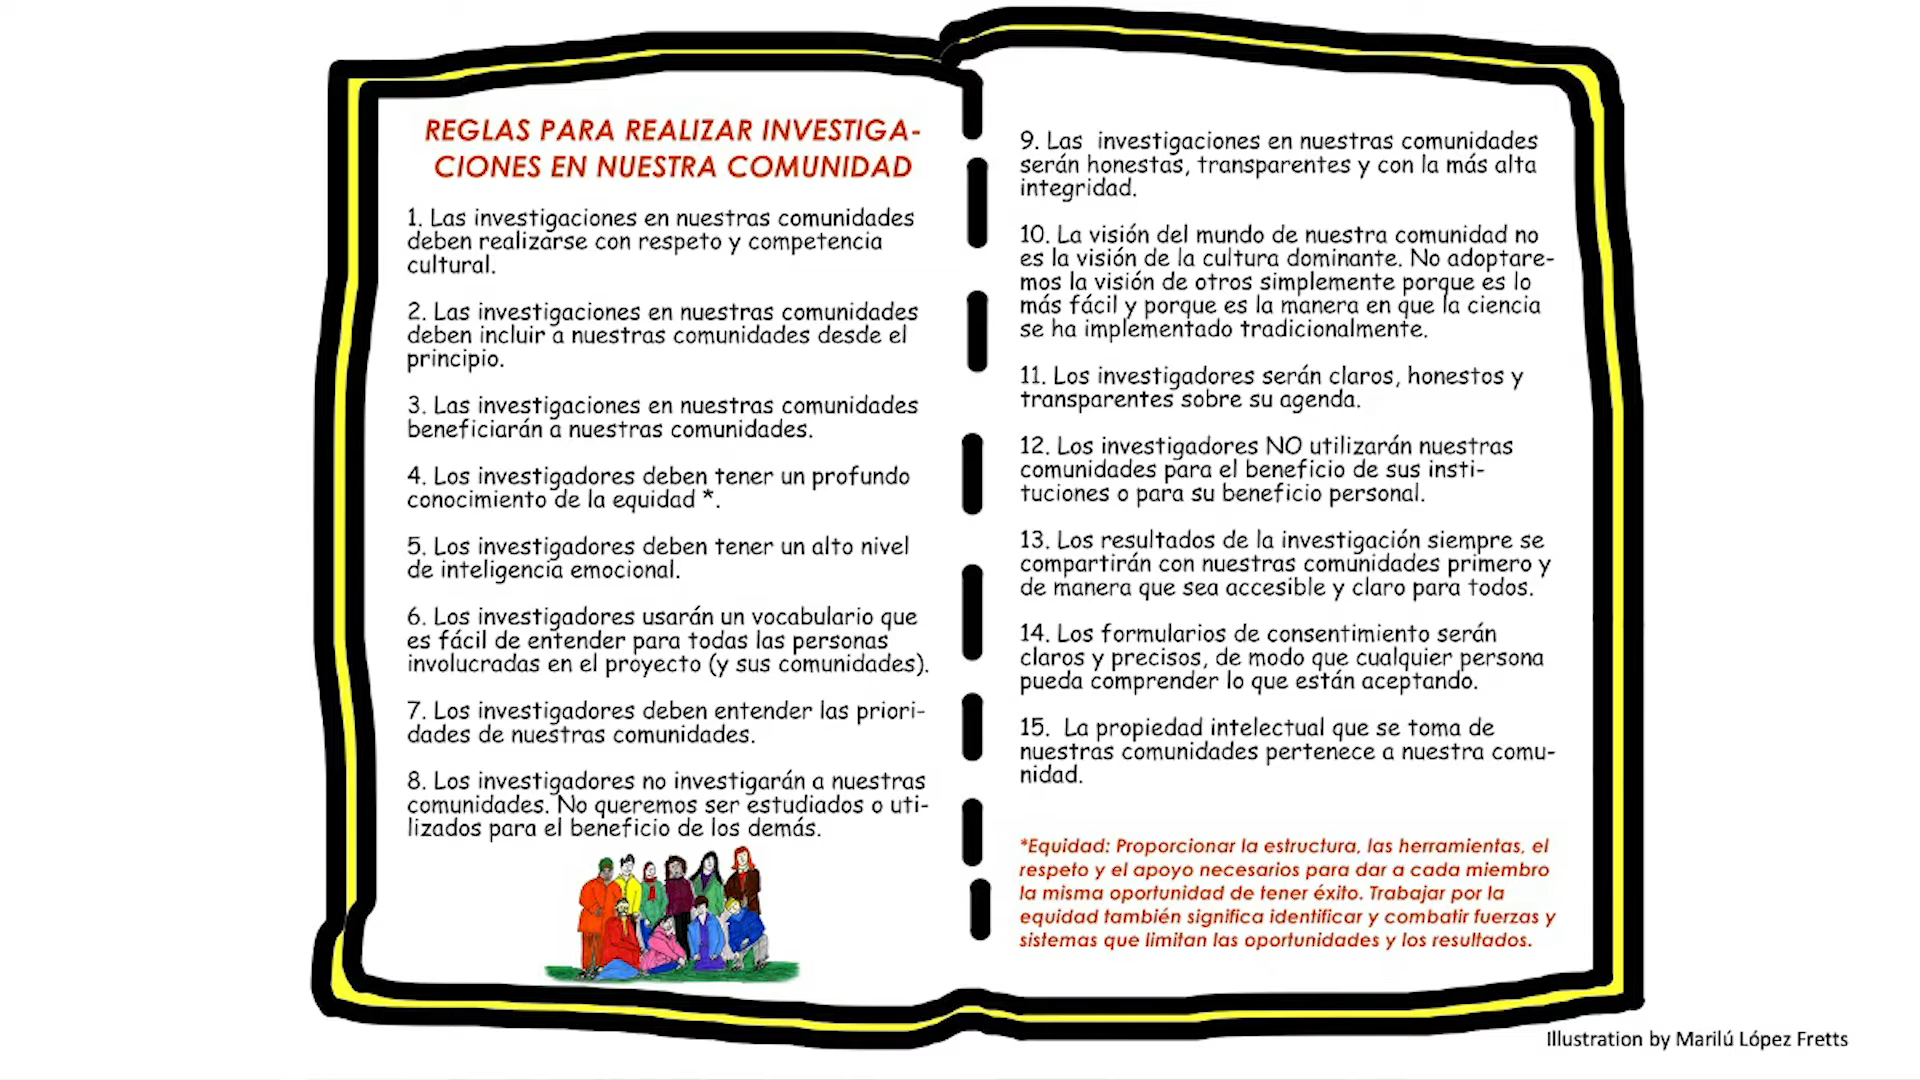 REGLAS PARA REALIZAR INVESTIGA-
CIONES EN NUESTRA COMUNIDAD
1. Las investigaciones en nuestras comunidades
deben realizarse con respeto y competencia
cultural.
2. Las investigaciones en nuestras comunidades
deben incluir a nuestras comunidades desde el
principio.
3. Las investigaciones en nuestras comunidades
beneficiarán a nuestras comunidades.
4. Los investigadores deben tener un profundo
conocimiento de la equidad *.
5. Los investigadores deben tener un alto nivel
de inteligencia emocional.
6. Los investigadores usarán un vocabulario que
es fácil de entender para todas las personas
involucradas en el proyecto (y sus comunidades).
7. Los investigadores deben entender las priori-
dades de nuestras comunidades.
8. Los investigadores no investigarán a nuestras
comunidades. No queremos ser estudiados o uti-
lizados para el beneficio de los demás.
9. Las  investigaciones en nuestras comunidades
serán honestas, transparentes y con la más alta
integridad.
10. La visión del mundo de nuestra comunidad no
es la visión de la cultura dominante. No adoptare-
mos la visión de otros simplemente porque es lo
más fácil y porque es la manera en que la ciencia
se ha implementado tradicionalmente.
11. Los investigadores serán claros, honestos y
transparentes sobre su agenda.
12. Los investigadores NO utilizarán nuestras
comunidades para el beneficio de sus insti-
tuciones o para su beneficio personal.
13. Los resultados de la investigación siempre se
compartirán con nuestras comunidades primero y
de manera que sea accesible y claro para todos.
14. Los formularios de consentimiento serán
claros y precisos, de modo que cualquier persona
pueda comprender lo que están aceptando.
15.  La propiedad intelectual que se toma de
nuestras comunidades pertenece a nuestra comu-
nidad.
*Equidad: Proporcionar la estructura, las herramientas, el
respeto y el apoyo necesarios para dar a cada miembro
la misma oportunidad de tener éxito. Trabajar por la
equidad también significa identificar y combatir fuerzas y
sistemas que limitan las oportunidades y los resultados.
Illustration by Marilú López Fretts